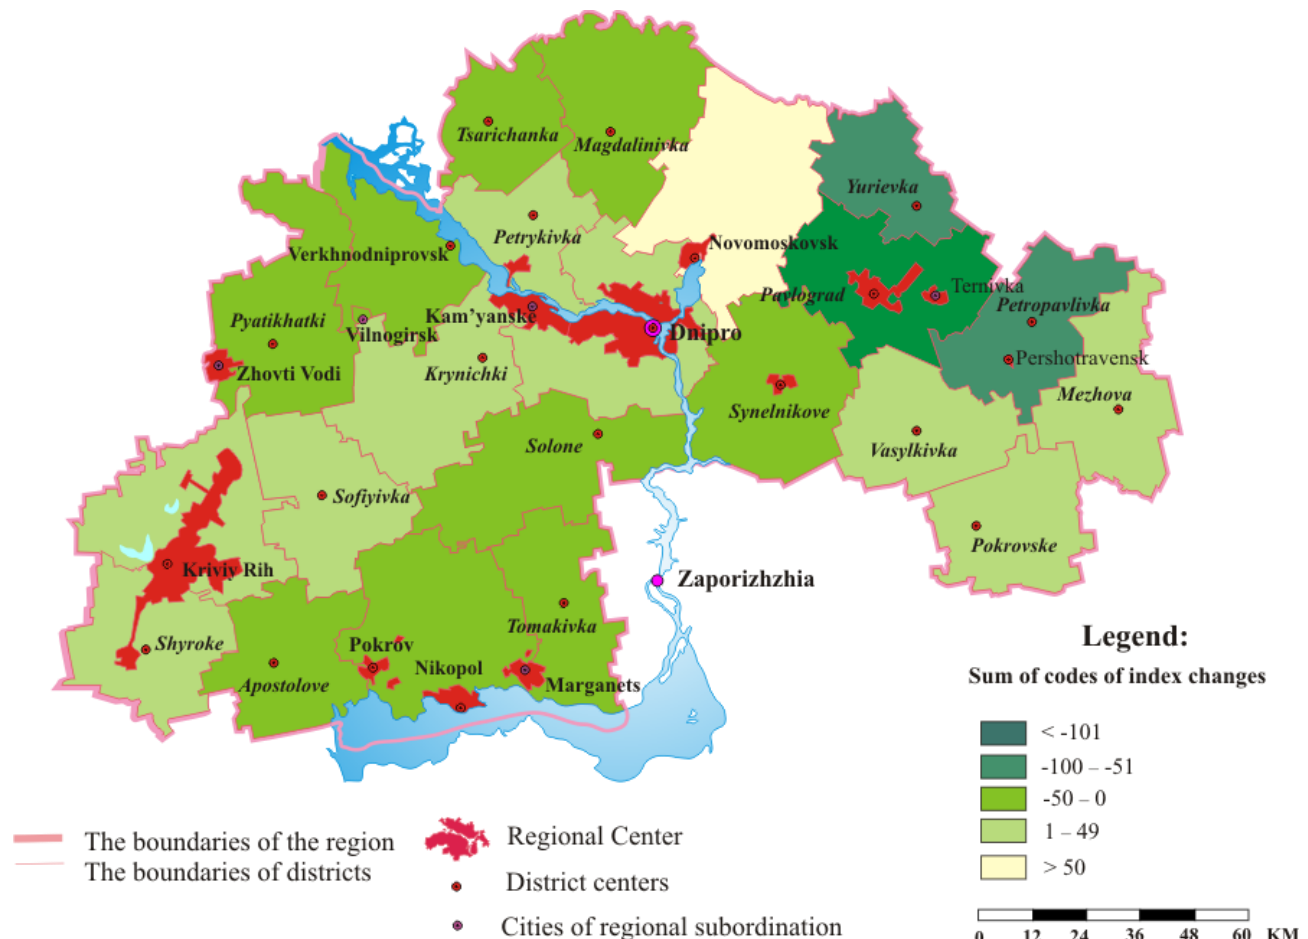 Tsarichanka
Magdalinivka
Yurievka
Petrykivka
Novomoskovsk
Verkhnodniprovsk
Ternivka
Pavlograd
Petropavlivka
Kam'yanske
Pyatikhatki
Vilnogirsk
Dnipro
Pershotravensk
Krynichki
Zhovti Vodi
Mezhova
Synelnikove
Solone
Vasylkivka
Sofiyivka
Pokrovske
Kriviy Rih
Zaporizhzhia
Tomakivka
Shyroke
Pokrov
Nikopol
Apostolove
Marganets
Legend:
Sum of codes of index changes
< -101
-100 – -51
-50 – 0
1 – 49
> 50
The boundaries of the region
The boundaries of districts
Regional Center
District centers
Cities of regional subordination
0 12 24 36 48 60 KM